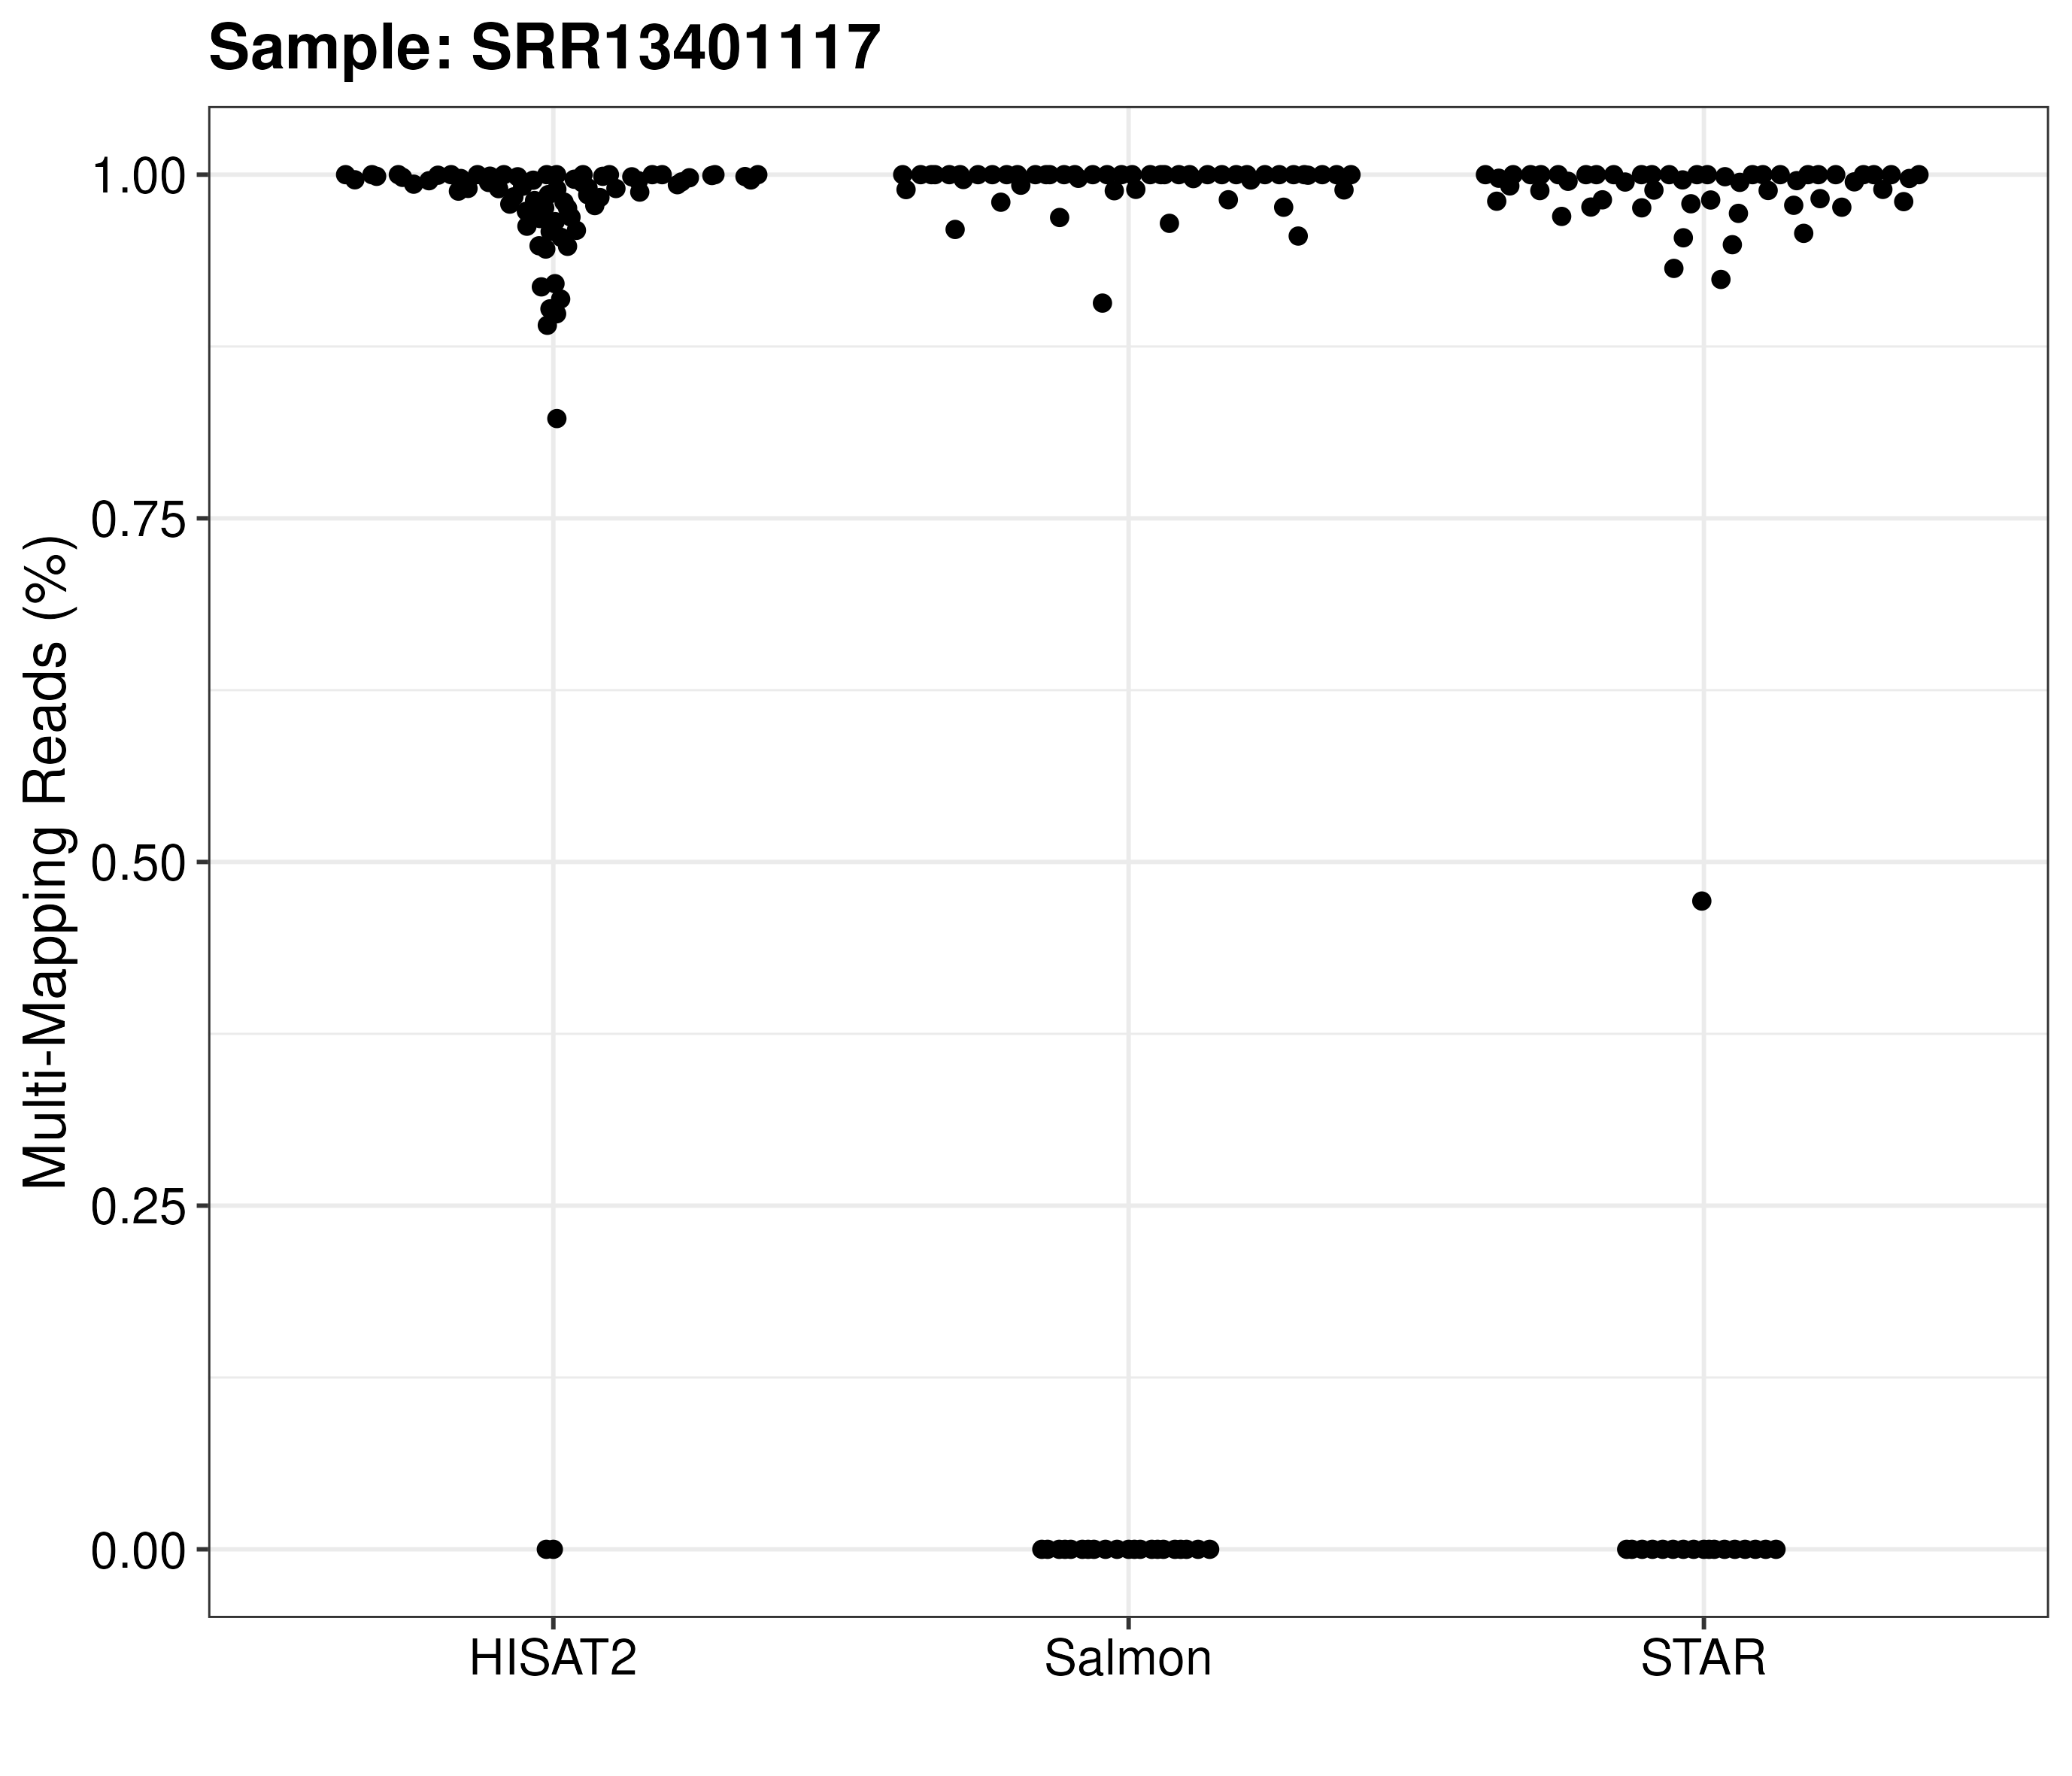 Sample: SRR13401117
Multi-Mapping Reads (%)
1.00
0.75
0.50
0.25
0.00
HISAT2
Salmon
STAR